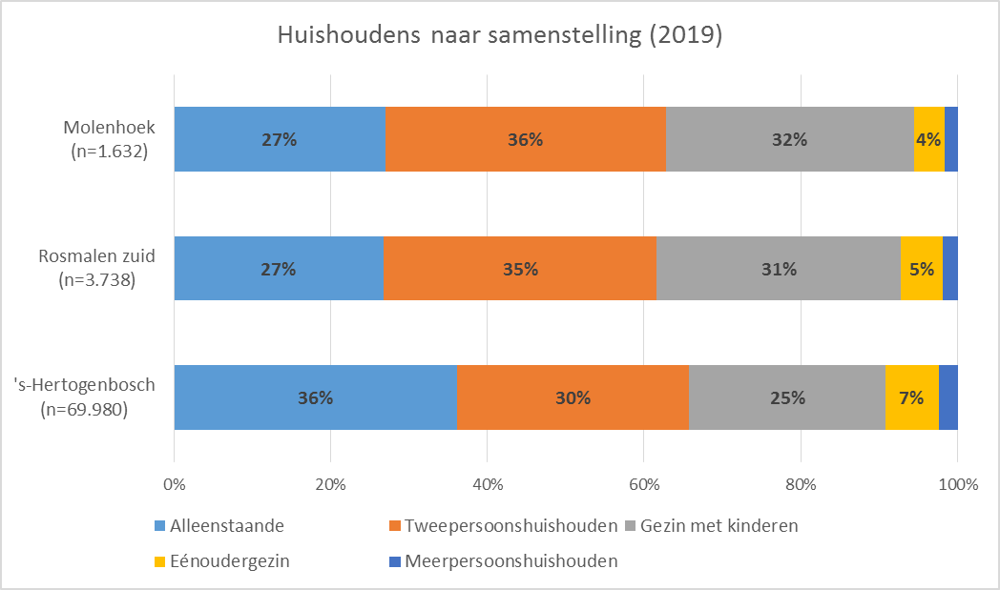 Huishoudens naar samenstelling (2019)
Molenhoek
(n=1.632)
27% 36% 32% 4%
Rosmalen zuid
(n=3.738)
27% 35% 31% 5%
's-Hertogenbosch
(n=69.980)
36% 30% 25% 7%
0% 20% 40% 60% 80% 100%
Alleenstaande Tweepersoonshuishouden Gezin met kinderen
Eénoudergezin Meerpersoonshuishouden